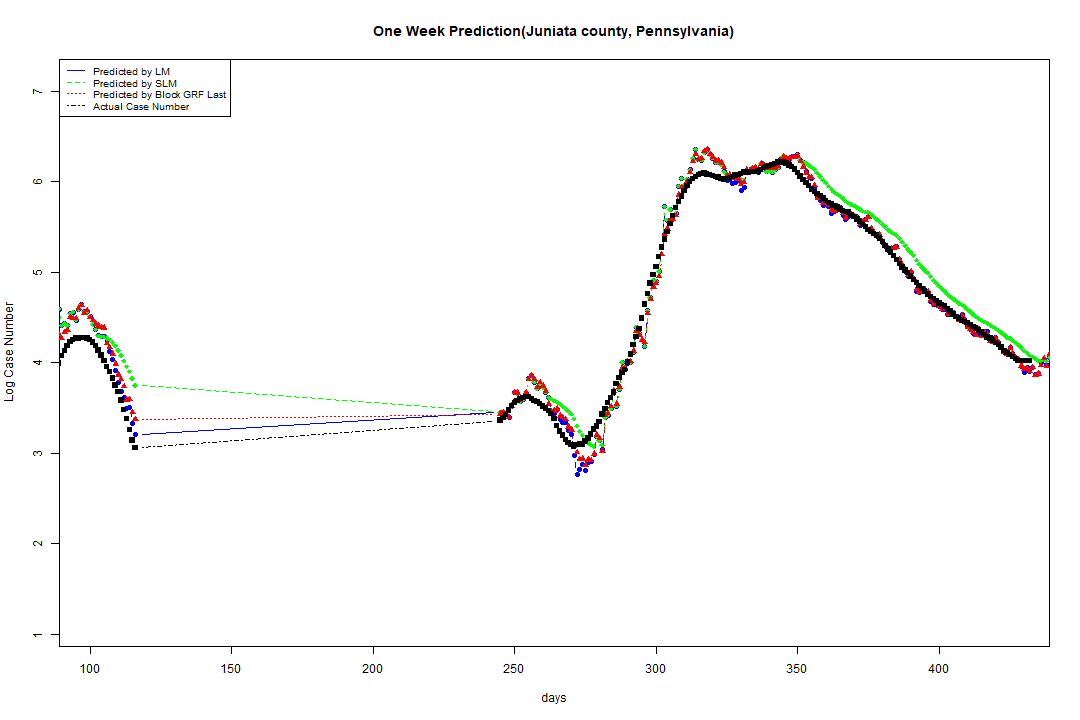 One Week Prediction(Juniata county, Pennsylvania)
Predicted by LM
Predicted by SLM
Predicted by Block GRF Last
Actual Case Number
7
6
5
4
3
2
1
Log Case Number
100 150 200 250 300 350 400
days